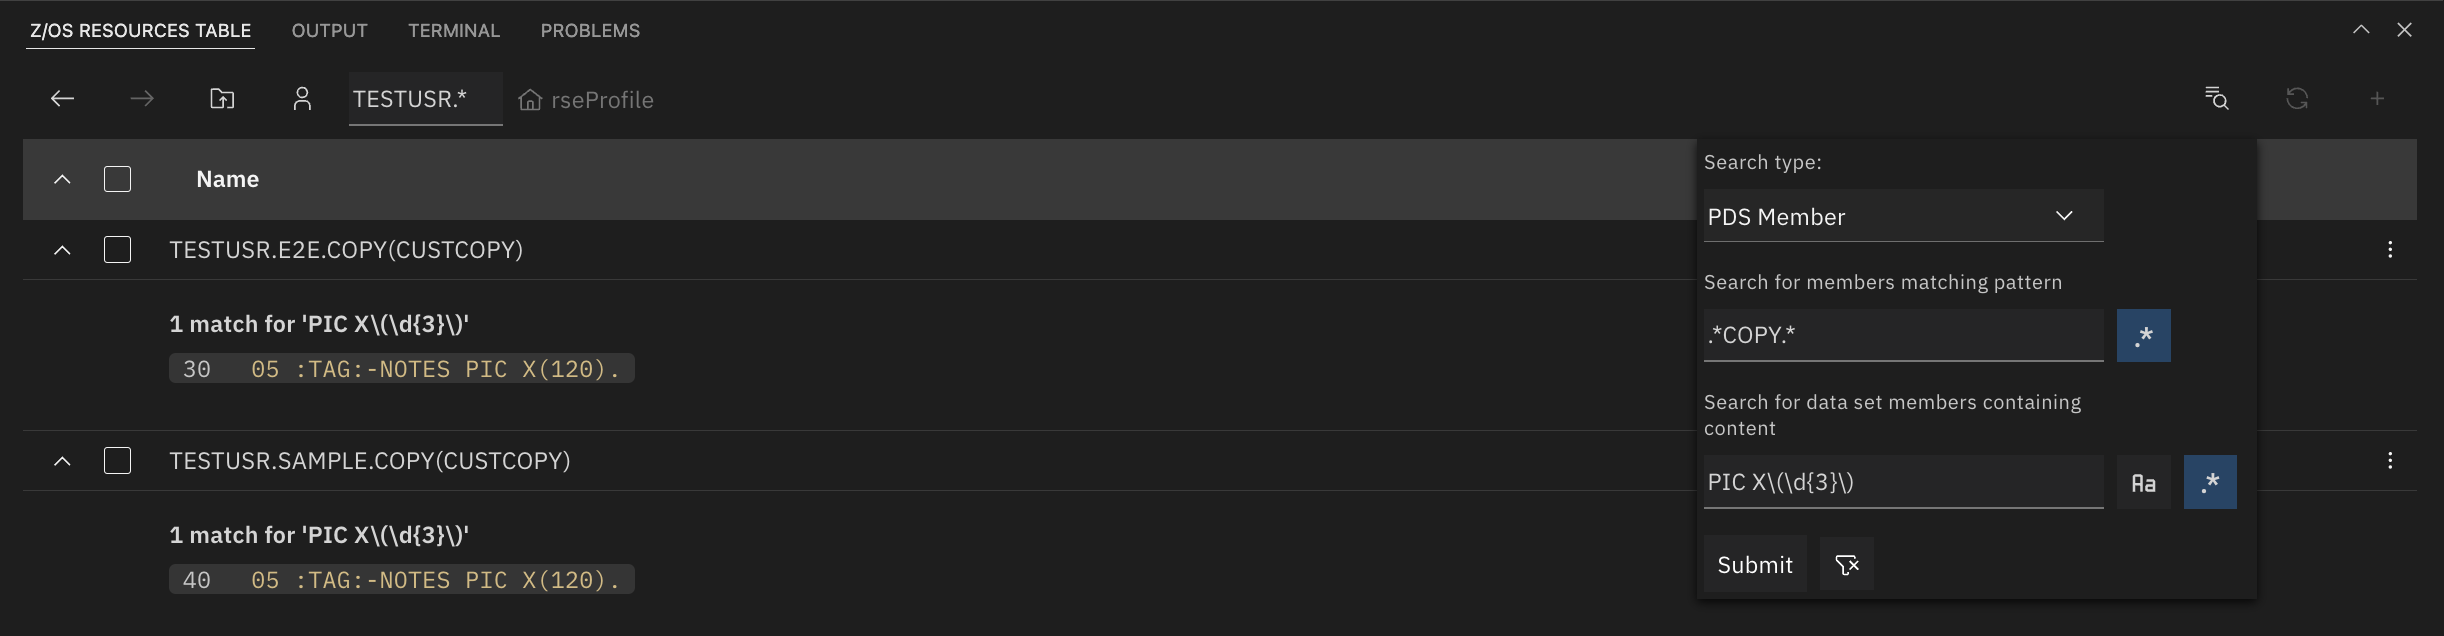 Z/OS RESOURCES TABLE OUTPUT TERMINAL PROBLEMS
TESTUSR.* rseProfile
Name
TESTUSR.E2E.COPY(CUSTCOPY)
1 match for 'PIC X\(\d{3}\)'
30 05 :TAG:-NOTES PIC X(120).
TESTUSR.SAMPLE.COPY(CUSTCOPY)
1 match for 'PIC X\(\d{3}\)'
40 05 :TAG:-NOTES PIC X(120).
Search type:
PDS Member
Search for members matching pattern
.*COPY.* .*
Search for data set members containing
content
PIC X\(\d{3}\) Aa .*
Submit